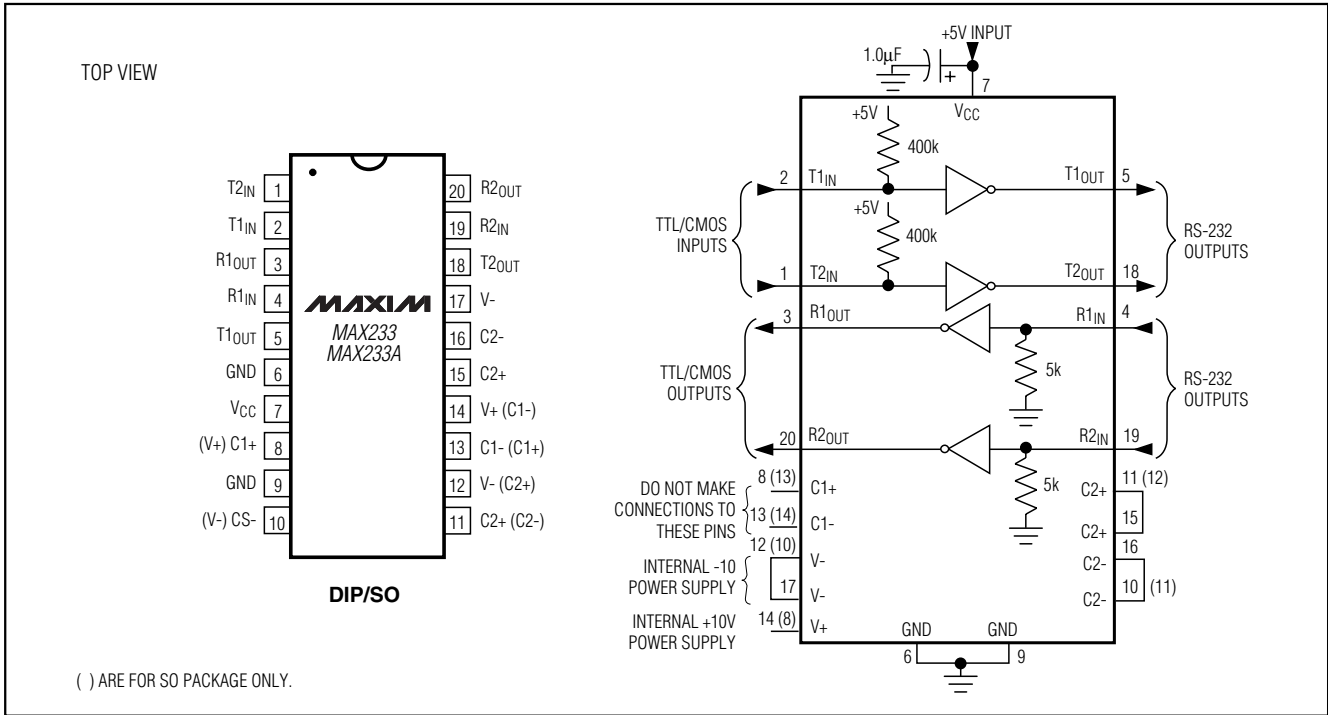 TOP VIEW
T2IN 1
T1IN 2
R1OUT 3
R1IN 4
T1OUT 5
GND 6
VCC 7
(V+) C1+ 8
GND 9
(V-) CS- 10
MAXIM
MAX233
MAX233A
20 R2OUT
19 R2IN
18 T2OUT
17 V-
16 C2-
15 C2+
14 V+ (C1-)
13 C1- (C1+)
12 V- (C2+)
11 C2+ (C2-)
DIP/SO
( ) ARE FOR SO PACKAGE ONLY.
+5V INPUT
1.0µF
+
7
VCC
+5V
400k
2 T1IN
T1OUT 5
+5V
400k
TTL/CMOS
INPUTS
RS-232
OUTPUTS
1 T2IN
T2OUT 18
3 R1OUT
R1IN 4
5k
TTL/CMOS
OUTPUTS
RS-232
OUTPUTS
20 R2OUT
R2IN 19
5k
DO NOT MAKE
CONNECTIONS TO
THESE PINS
8 (13) C1+
13 (14) C1-
INTERNAL -10
POWER SUPPLY
12 (10) V-
17 V-
INTERNAL +10V
POWER SUPPLY
14 (8) V+
C2+ 11 (12)
C2+ 15
C2- 16
C2- 10 (11)
GND GND
6 9